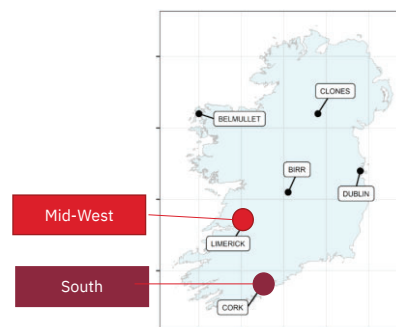 CLONES
BELMULLET
BIRR
DUBLIN
Mid-West
LIMERICK
South
CORK